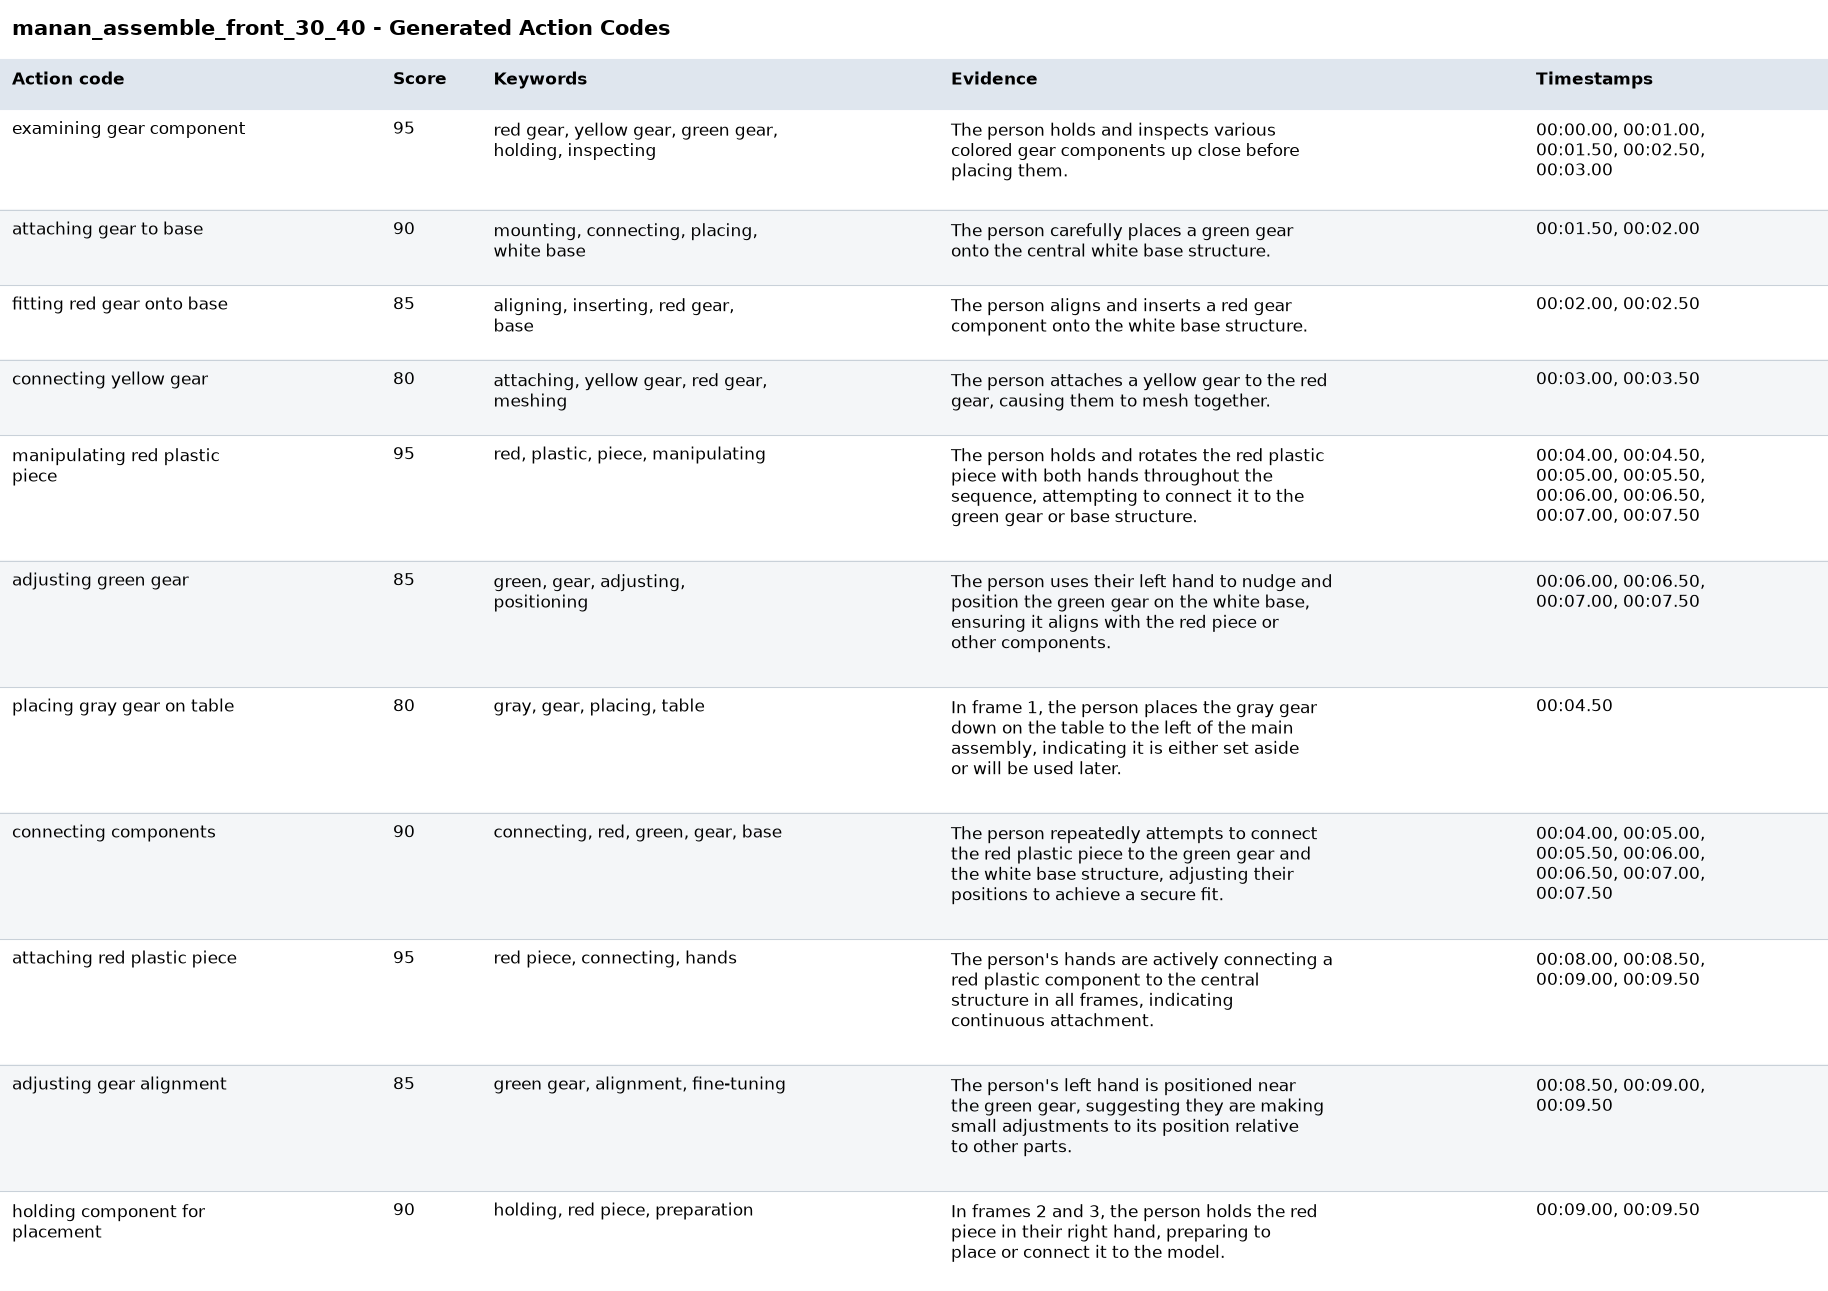 manan_assemble_front_30_40 - Generated Action Codes
Action code Score Keywords Evidence Timestamps
examining gear component 95 red gear, yellow gear, green gear, The person holds and inspects various 00:00.00, 00:01.00,
holding, inspecting colored gear components up close before 00:01.50, 00:02.50,
placing them. 00:03.00
attaching gear to base 90 mounting, connecting, placing, The person carefully places a green gear 00:01.50, 00:02.00
white base onto the central white base structure.
fitting red gear onto base 85 aligning, inserting, red gear, The person aligns and inserts a red gear 00:02.00, 00:02.50
base component onto the white base structure.
connecting yellow gear 80 attaching, yellow gear, red gear, The person attaches a yellow gear to the red 00:03.00, 00:03.50
meshing gear, causing them to mesh together.
manipulating red plastic 95 red, plastic, piece, manipulating The person holds and rotates the red plastic 00:04.00, 00:04.50,
piece piece with both hands throughout the 00:05.00, 00:05.50,
sequence, attempting to connect it to the 00:06.00, 00:06.50,
green gear or base structure. 00:07.00, 00:07.50
adjusting green gear 85 green, gear, adjusting, The person uses their left hand to nudge and 00:06.00, 00:06.50,
positioning position the green gear on the white base, 00:07.00, 00:07.50
ensuring it aligns with the red piece or
other components.
placing gray gear on table 80 gray, gear, placing, table In frame 1, the person places the gray gear 00:04.50
down on the table to the left of the main
assembly, indicating it is either set aside
or will be used later.
connecting components 90 connecting, red, green, gear, base The person repeatedly attempts to connect 00:04.00, 00:05.00,
the red plastic piece to the green gear and 00:05.50, 00:06.00,
the white base structure, adjusting their 00:06.50, 00:07.00,
positions to achieve a secure fit. 00:07.50
attaching red plastic piece 95 red piece, connecting, hands The person's hands are actively connecting a 00:08.00, 00:08.50,
red plastic component to the central 00:09.00, 00:09.50
structure in all frames, indicating
continuous attachment.
adjusting gear alignment 85 green gear, alignment, fine-tuning The person's left hand is positioned near 00:08.50, 00:09.00,
the green gear, suggesting they are making 00:09.50
small adjustments to its position relative
to other parts.
holding component for 90 holding, red piece, preparation In frames 2 and 3, the person holds the red 00:09.00, 00:09.50
placement piece in their right hand, preparing to
place or connect it to the model.